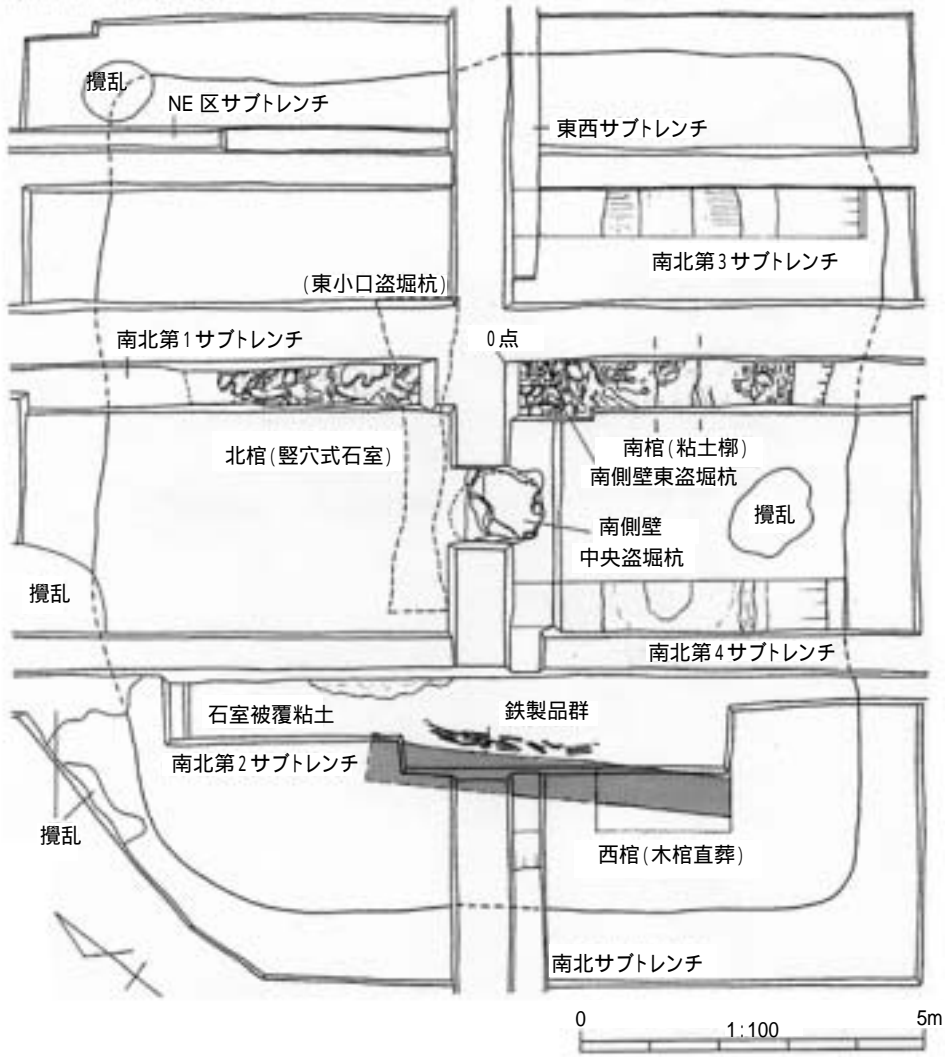 攪乱
NE区サブトレンチ
東西サブトレンチ
南北第3サブトレンチ
(東小口盗堀杭)
南北第1サブトレンチ
0点
北棺(竪穴式石室)
南棺(粘土槨)
南側壁東盗堀杭
攪乱
南側壁
中央盗堀杭
攪乱
南北第4サブトレンチ
石室被覆粘土
鉄製品群
南北第2サブトレンチ
攪乱
西棺(木棺直葬)
南北サブトレンチ
0
5m
1:100